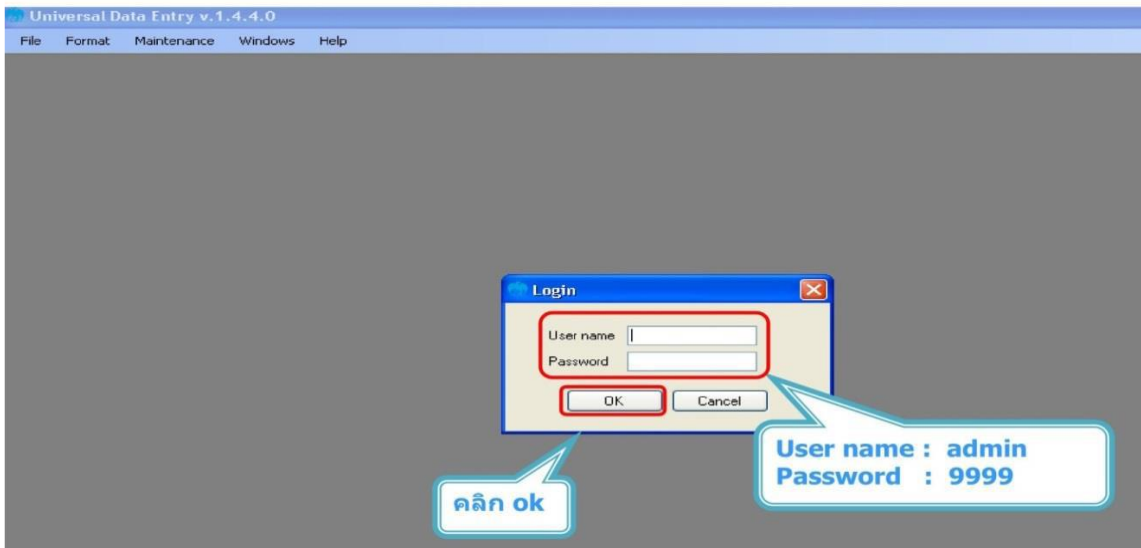 Universal Data Entry v.1.4.4.0
File Format Maintenance Windows Help
Login
User name
Password
OK Cancel
User name : admin
Password : 9999
คลิก ok